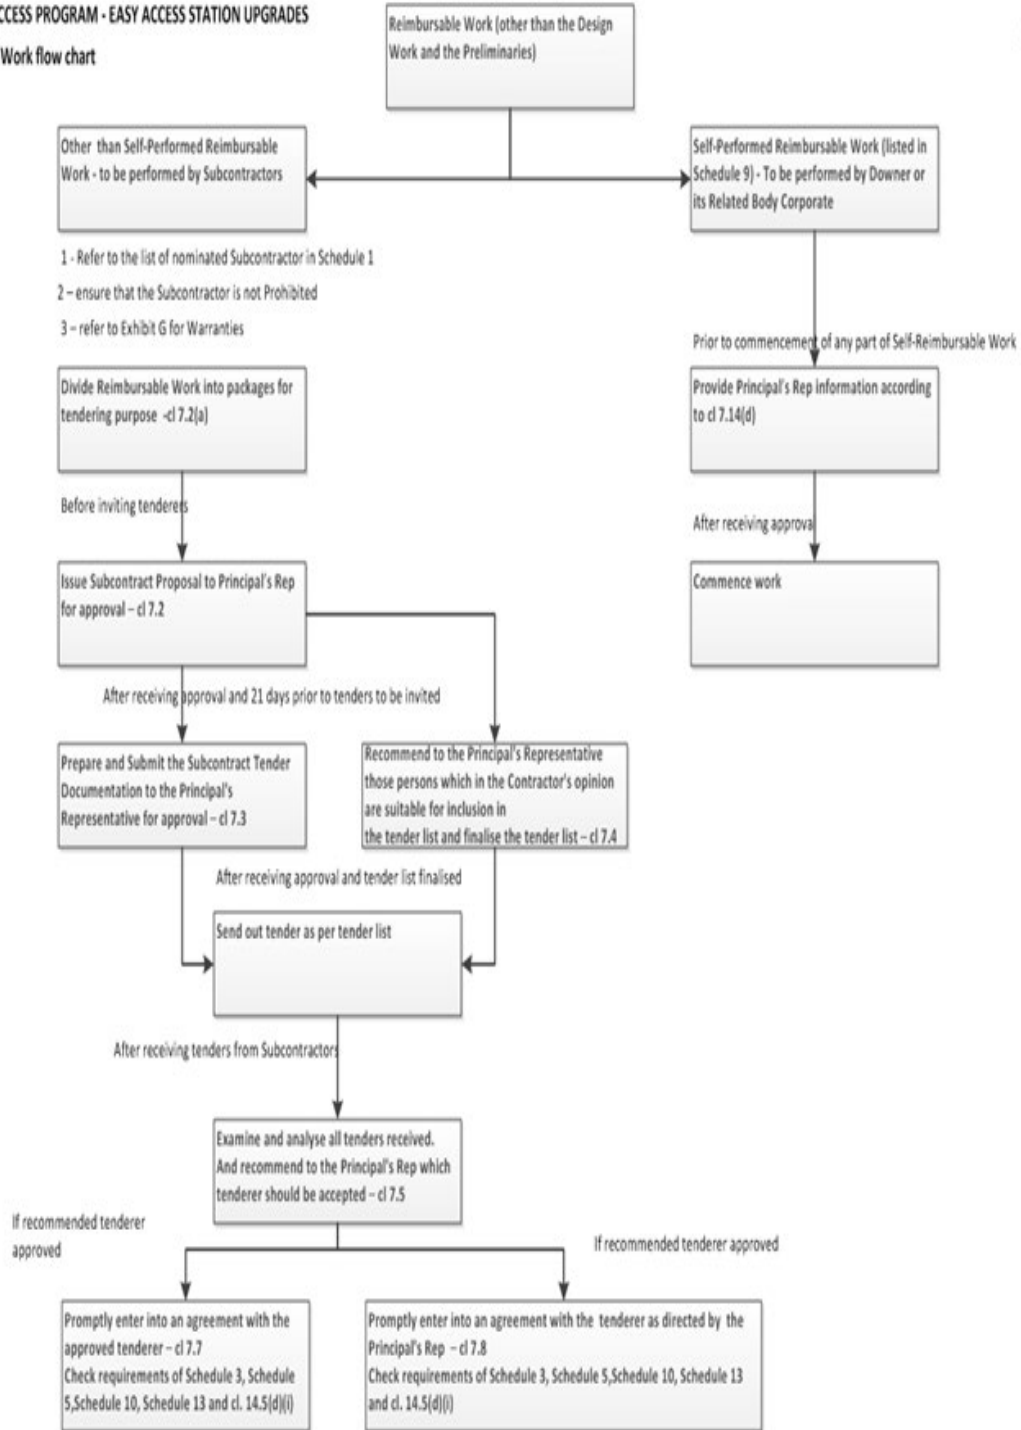 CCESS PROGRAM - EASY ACCESS STATION UPGRADES
Work flow chart
Reimbursable Work (other than the Design
Work and the Preliminaries)
Other than Self-Performed Reimbursable
Work - to be performed by Subcontractors
Self-Performed Reimbursable Work (listed in
Schedule 9) - To be performed by Downer or
its Related Body Corporate
1 - Refer to the list of nominated Subcontractor in Schedule 1
2 – ensure that the Subcontractor is not Prohibited
3 – refer to Exhibit G for Warranties
Prior to commencement of any part of Self-Reimbursable Work
Divide Reimbursable Work into packages for
tendering purpose -cl 7.2(a)
Provide Principal's Rep information according
to cl 7.14(d)
Before inviting tenderers
After receiving approval
Issue Subcontract Proposal to Principal's Rep
for approval – cl 7.2
Commence work
After receiving approval and 21 days prior to tenders to be invited
Prepare and Submit the Subcontract Tender
Documentation to the Principal's
Representative for approval – cl 7.3
Recommend to the Principal's Representative
those persons which in the Contractor's opinion
are suitable for inclusion in
the tender list and finalise the tender list – cl 7.4
After receiving approval and tender list finalised
Send out tender as per tender list
After receiving tenders from Subcontractors
Examine and analyse all tenders received.
And recommend to the Principal's Rep which
tenderer should be accepted – cl 7.5
If recommended tenderer
approved
If recommended tenderer approved
Promptly enter into an agreement with the
approved tenderer – cl 7.7
Check requirements of Schedule 3, Schedule
5,Schedule 10, Schedule 13 and cl. 14.5(d)(i)
Promptly enter into an agreement with the tenderer as directed by the
Principal's Rep – cl 7.8
Check requirements of Schedule 3, Schedule 5,Schedule 10, Schedule 13
and cl. 14.5(d)(i)